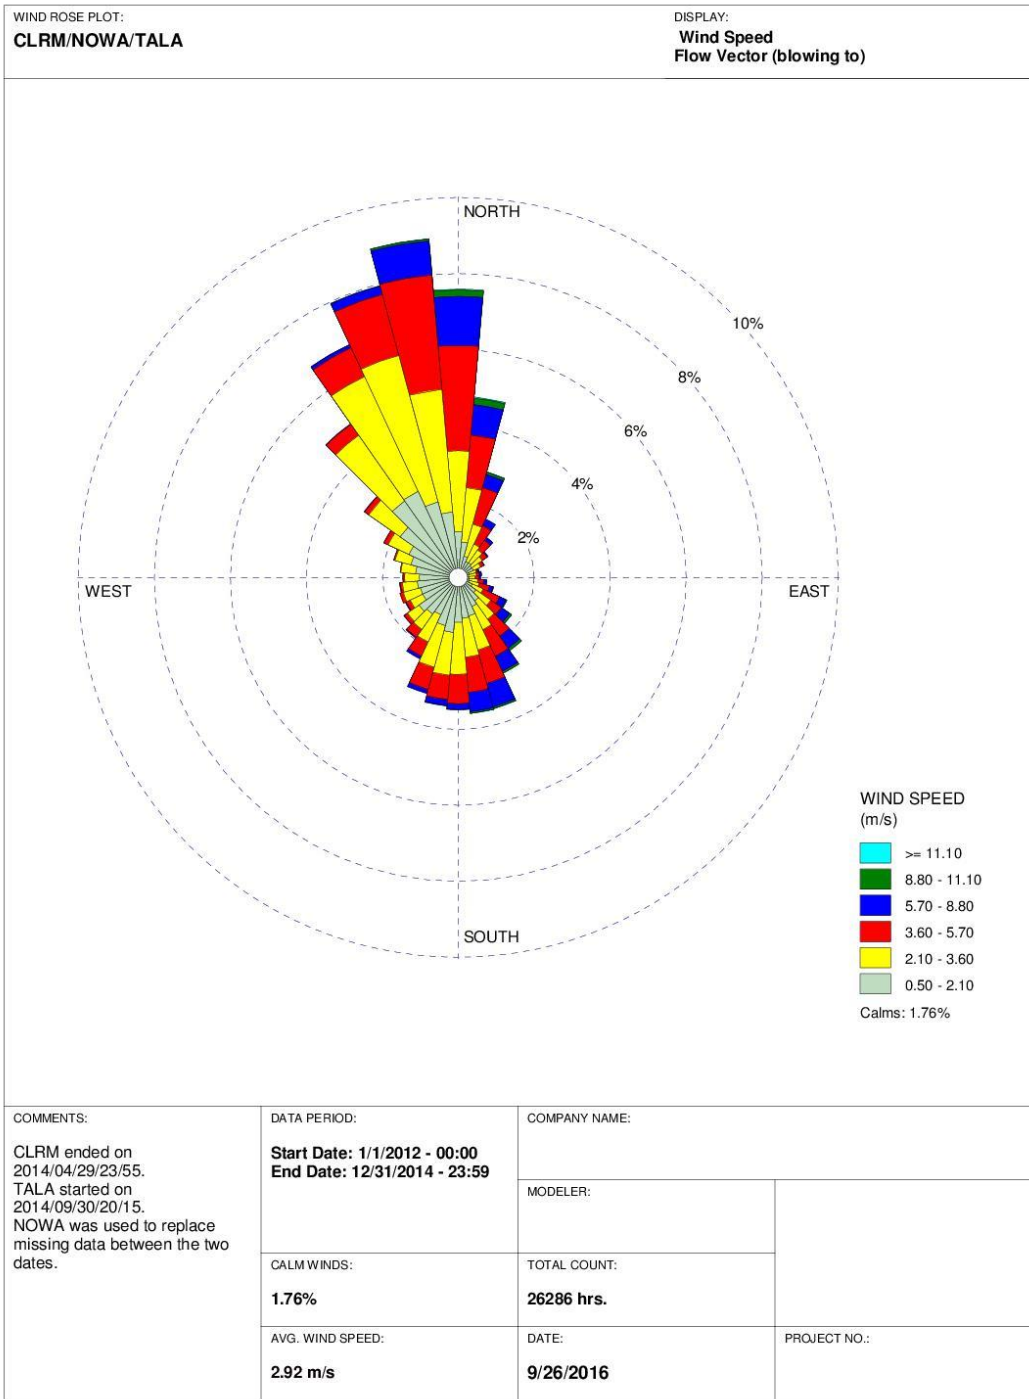 WIND ROSE PLOT:
CLRM/NOWA/TALA
DISPLAY:
Wind Speed
Flow Vector (blowing to)
NORTH
10%
8%
6%
4%
2%
WEST
EAST
SOUTH
WIND SPEED
(m/s)
>= 11.10
8.80 - 11.10
5.70 - 8.80
3.60 - 5.70
2.10 - 3.60
0.50 - 2.10
Calms: 1.76%
COMMENTS:
CLRM ended on
2014/04/29/23/55.
TALA started on
2014/09/30/20/15.
NOWA was used to replace
missing data between the two
dates.
DATA PERIOD:
Start Date: 1/1/2012 - 00:00
End Date: 12/31/2014 - 23:59
COMPANY NAME:
MODELER:
CALM WINDS:
1.76%
TOTAL COUNT:
26286 hrs.
AVG. WIND SPEED:
2.92 m/s
DATE:
9/26/2016
PROJECT NO.: